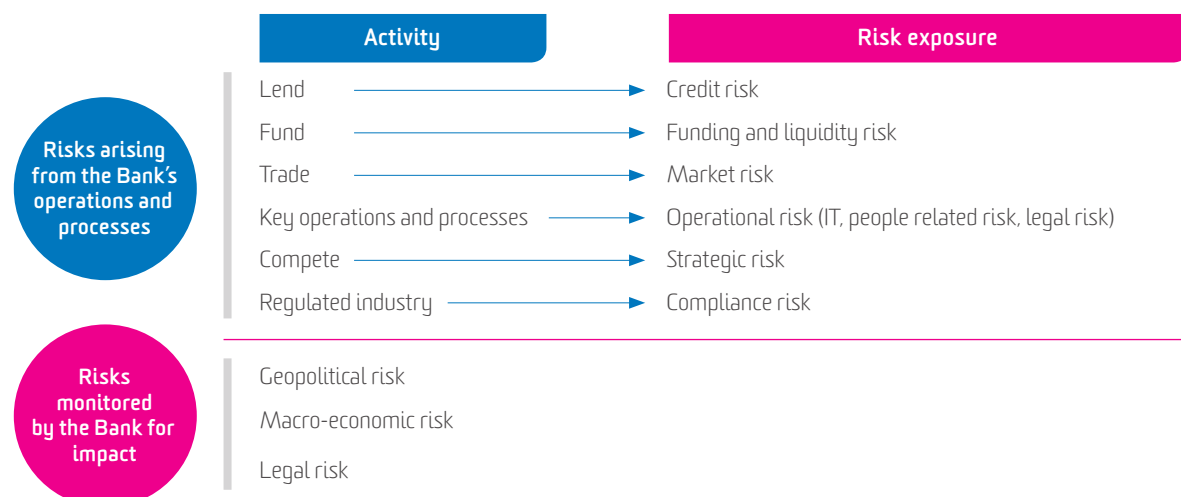 Activity
Risk exposure
Risks arising
from the Bank's
operations and
processes
Lend
Credit risk
Fund
Funding and liquidity risk
Trade
Market risk
Key operations and processes
Operational risk (IT, people related risk, legal risk)
Compete
Strategic risk
Regulated industry
Compliance risk
Risks
monitored
by the Bank for
impact
Geopolitical risk
Macro-economic risk
Legal risk